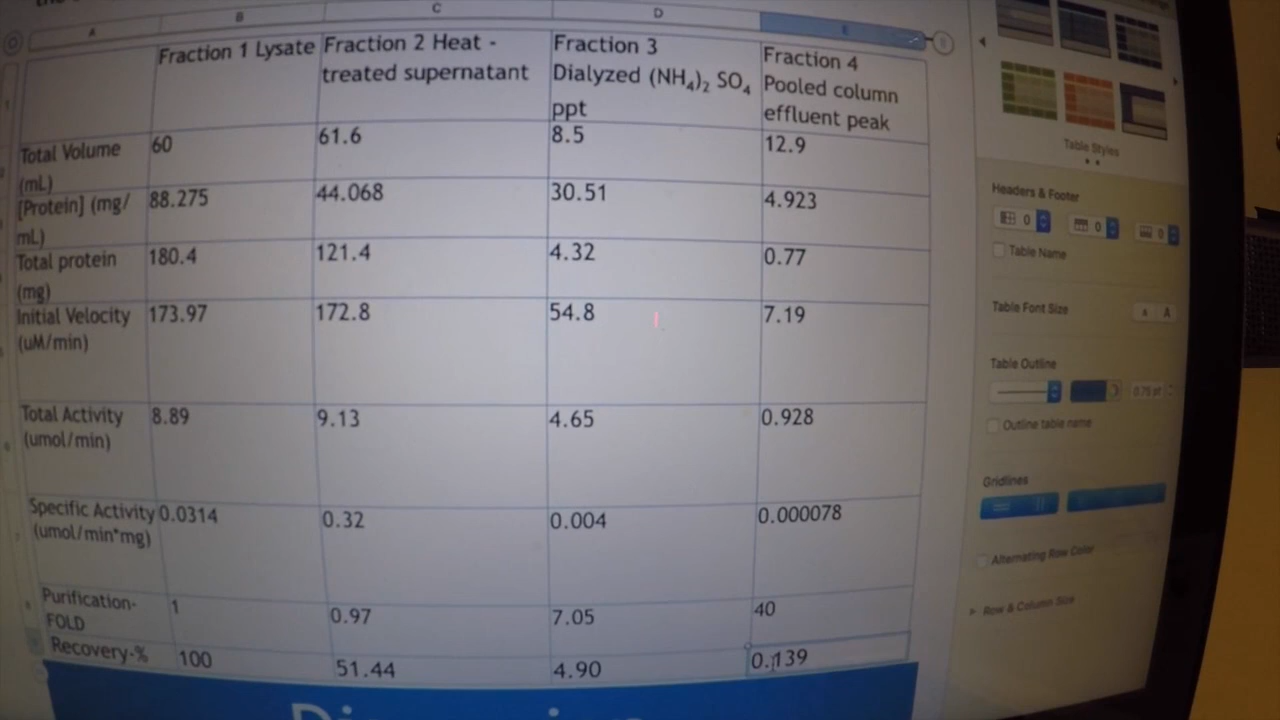 A B C D E
Fraction 1 Lysate Fraction 2 Heat - Fraction 3 Fraction 4
treated supernatant Dialyzed (NH4)2 SO4 Pooled column
ppt effluent peak
Total Volume 60 61.6 8.5 12.9
(mL)
[Protein] (mg/ 88.275 44.068 30.51 4.923
mL)
Total protein 180.4 121.4 4.32 0.77
(mg)
Initial Velocity 173.97 172.8 54.8 7.19
(uM/min)
Total Activity 8.89 9.13 4.65 0.928
(umol/min)
Specific Activity 0.0314 0.32 0.004 0.000078
(umol/min*mg)
Purification- 1 0.97 7.05 40
FOLD
Recovery-% 100 51.44 4.90 0.139
Table Styles
Headers & Footer
0 0 0
Table Name
Table Font Size A A
Table Outline
0.75 pt
Outline table name
Gridlines
Alternating Row Color
Row & Column Size